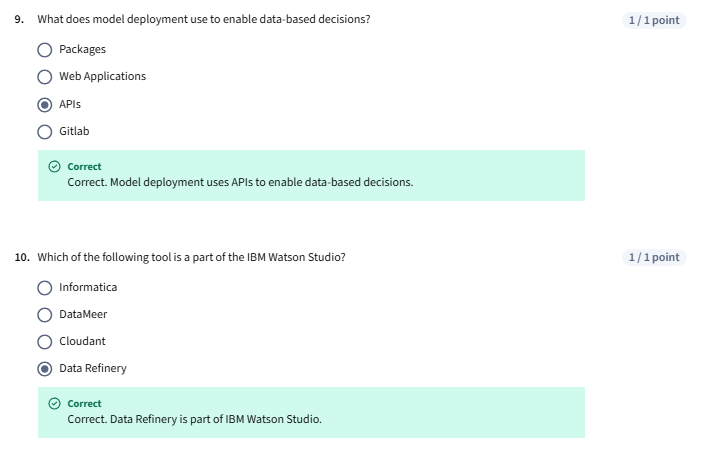 9. What does model deployment use to enable data-based decisions?
1 / 1 point
Packages
Web Applications
APIs
Gitlab
Correct
Correct. Model deployment uses APIs to enable data-based decisions.
10. Which of the following tool is a part of the IBM Watson Studio?
1 / 1 point
Informatica
DataMeer
Cloudant
Data Refinery
Correct
Correct. Data Refinery is part of IBM Watson Studio.